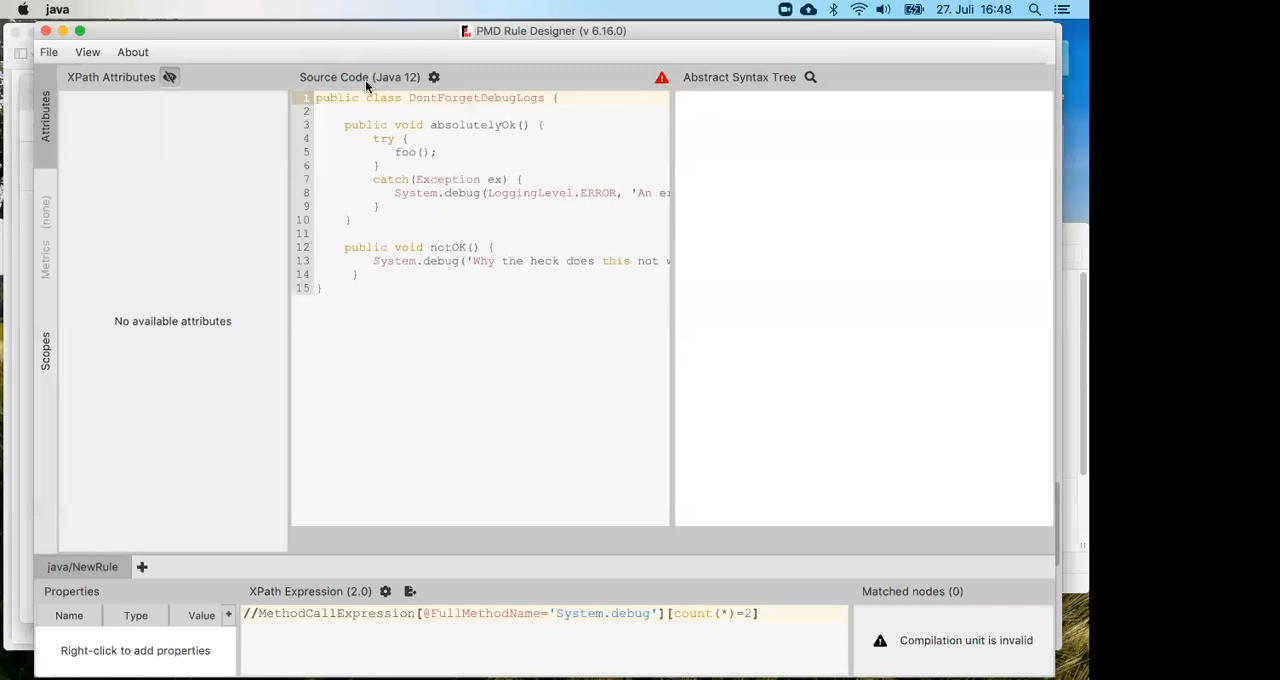 java
27. Juli 16:48
PMD Rule Designer (v 6.16.0)
File View About
XPath Attributes
Source Code (Java 12)
Abstract Syntax Tree
Attributes
Metrics (none)
Scopes
No available attributes
1 public class DontForgetDebugLogs {
2
3 public void absolutelyOk() {
4 try {
5 foo();
6 }
7 catch(Exception ex) {
8 System.debug(LoggingLevel.ERROR, 'An
9 }
10 }
11
12 public void notOK() {
13 System.debug('Why the heck does this not
14 }
15 }
java/NewRule
Properties
XPath Expression (2.0)
Matched nodes (0)
Name Type Value +
//MethodCallExpression[@FullMethodName='System.debug'][count(*)=2]
Right-click to add properties
Compilation unit is invalid